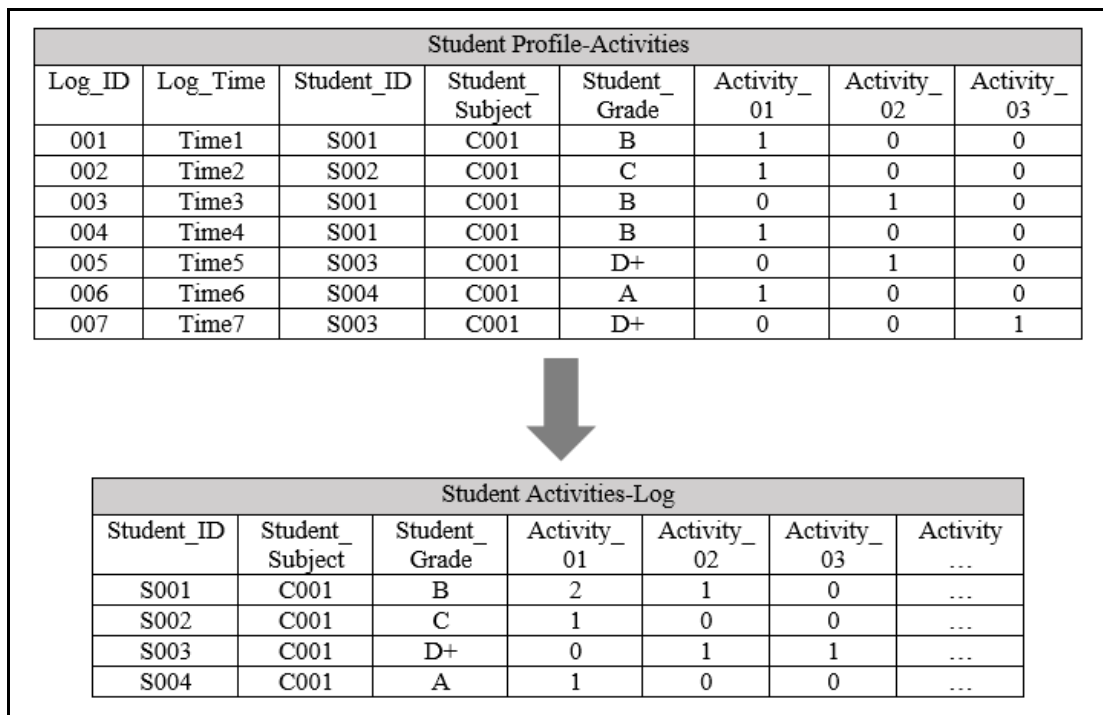 Student Profile-Activities
Log_ID Log_Time Student_ID Student_ Student_ Activity_ Activity_ Activity_
Subject Grade 01 02 03
001 Time1 S001 C001 B 1 0 0
002 Time2 S002 C001 C 1 0 0
003 Time3 S001 C001 B 0 1 0
004 Time4 S001 C001 B 1 0 0
005 Time5 S003 C001 D+ 0 1 0
006 Time6 S004 C001 A 1 0 0
007 Time7 S003 C001 D+ 0 0 1
Student Activities-Log
Student_ID Student_ Student_ Activity_ Activity_ Activity_ Activity
Subject Grade 01 02 03 ...
S001 C001 B 2 1 0 ...
S002 C001 C 1 0 0 ...
S003 C001 D+ 0 1 1 ...
S004 C001 A 1 0 0 ...